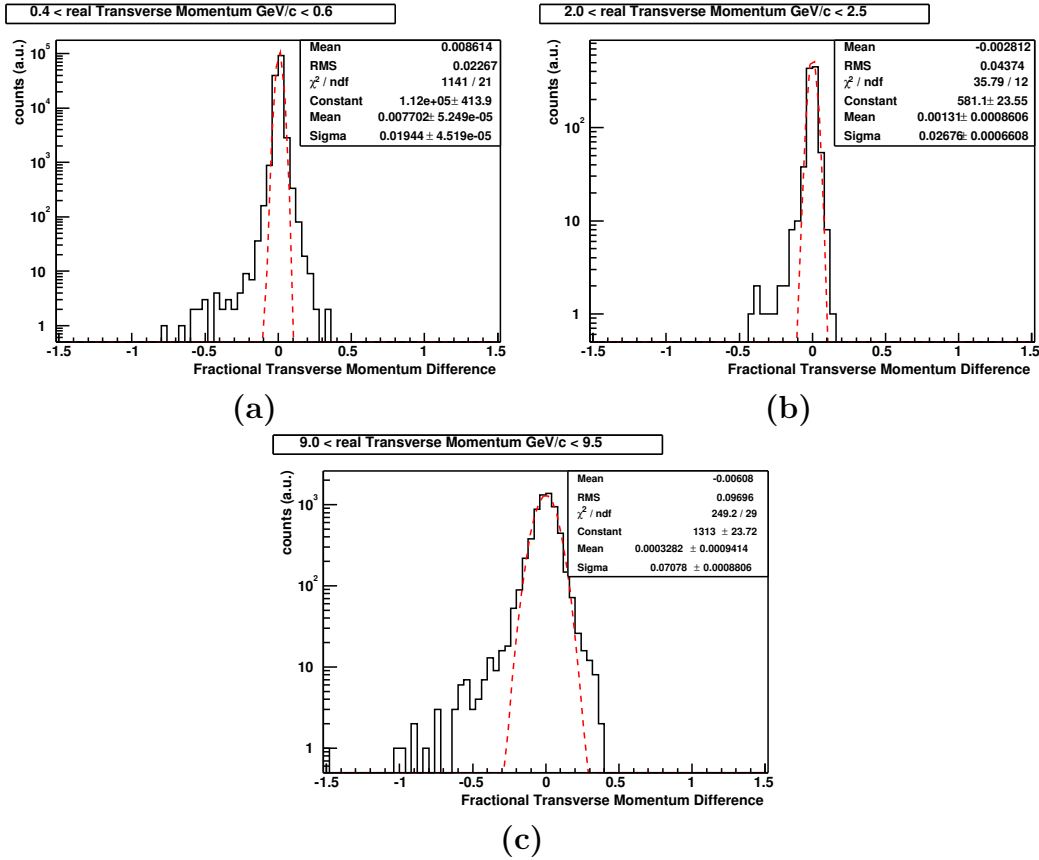 0.4 < real Transverse Momentum GeV/c < 0.6
counts (a.u.)
Mean 0.008614
RMS 0.02267
χ² / ndf 1141 / 21
Constant 1.12e+05 ± 413.9
Mean 0.007702 ± 5.249e-05
Sigma 0.01944 ± 4.519e-05
10⁵
10⁴
10³
10²
10
1
-1.5 -1 -0.5 0 0.5 1 1.5
Fractional Transverse Momentum Difference
(a)
2.0 < real Transverse Momentum GeV/c < 2.5
counts (a.u.)
Mean -0.002812
RMS 0.04374
χ² / ndf 35.79 / 12
Constant 581.1 ± 23.55
Mean 0.00131 ± 0.0008606
Sigma 0.02676 ± 0.0006608
10²
10
1
-1.5 -1 -0.5 0 0.5 1 1.5
Fractional Transverse Momentum Difference
(b)
9.0 < real Transverse Momentum GeV/c < 9.5
counts (a.u.)
Mean -0.00608
RMS 0.09696
χ² / ndf 249.2 / 29
Constant 1313 ± 23.72
Mean 0.0003282 ± 0.0009414
Sigma 0.07078 ± 0.0008806
10³
10²
10
1
-1.5 -1 -0.5 0 0.5 1 1.5
Fractional Transverse Momentum Difference
(c)